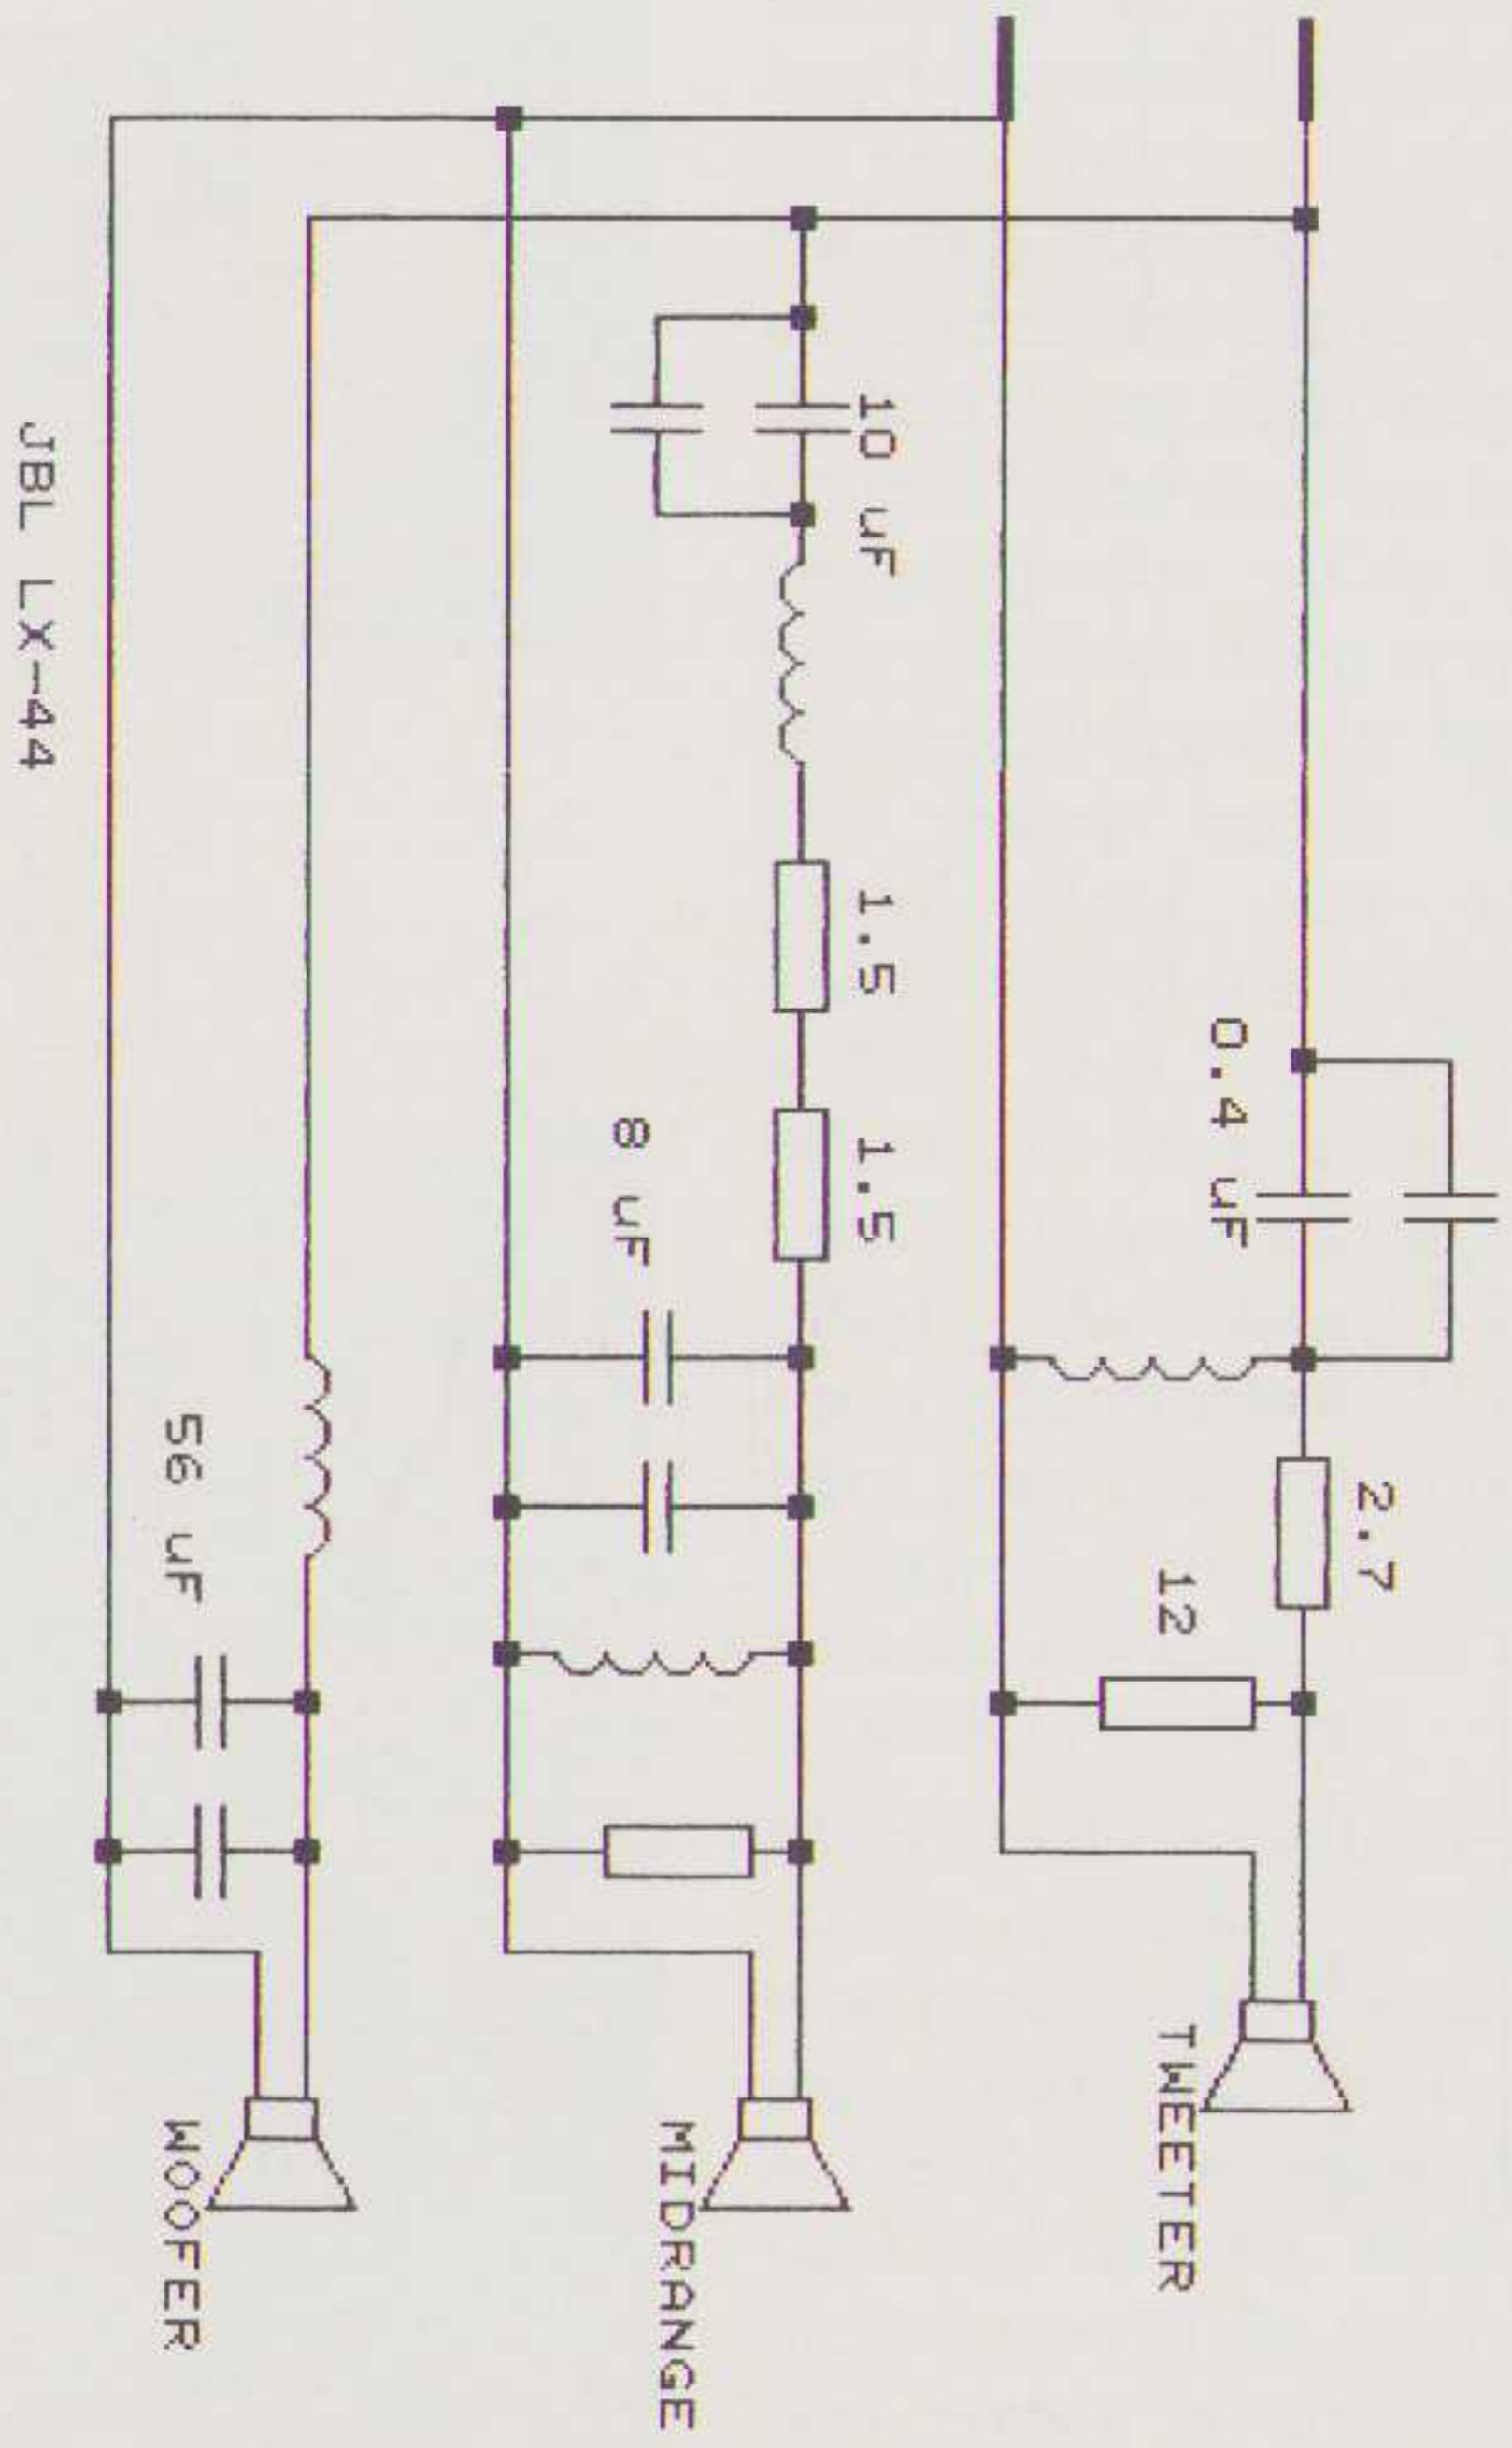 2.7
0.4 uF
12
TWEETER
10 uF
1.5
1.5
8 uF
MIDRANGE
56 uF
WOOFER
JBL LX-44